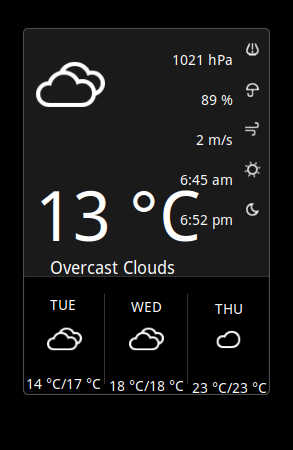 1021 hPa
89 %
2 m/s
6:45 am
13 °C
6:52 pm
Overcast Clouds
TUE
WED
THU
14 °C/17 °C
18 °C/18 °C
23 °C/23 °C